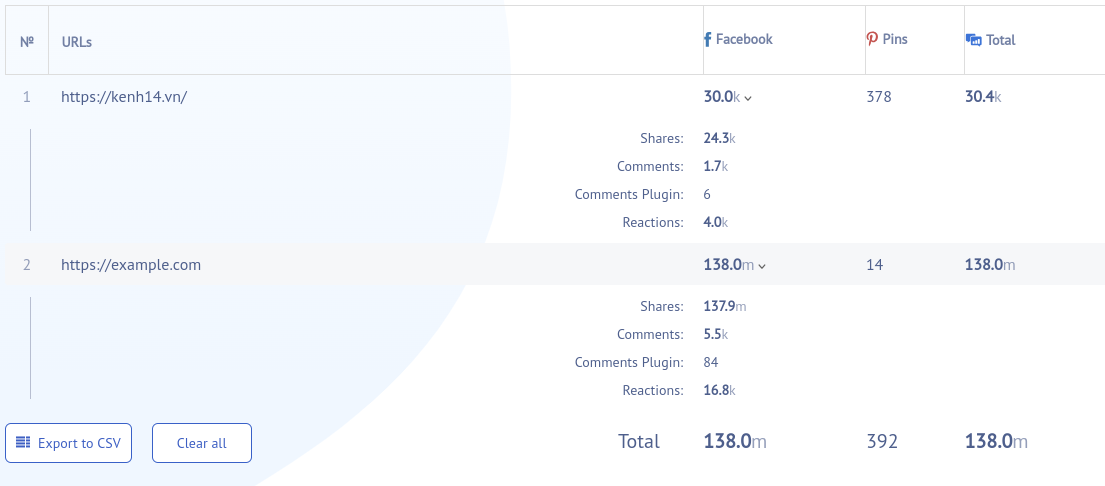 № URLs Facebook Pins Total
1 https://kenh14.vn/ 30.0k 378 30.4k
Shares: 24.3k
Comments: 1.7k
Comments Plugin: 6
Reactions: 4.0k
2 https://example.com 138.0m 14 138.0m
Shares: 137.9m
Comments: 5.5k
Comments Plugin: 84
Reactions: 16.8k
Export to CSV Clear all Total 138.0m 392 138.0m